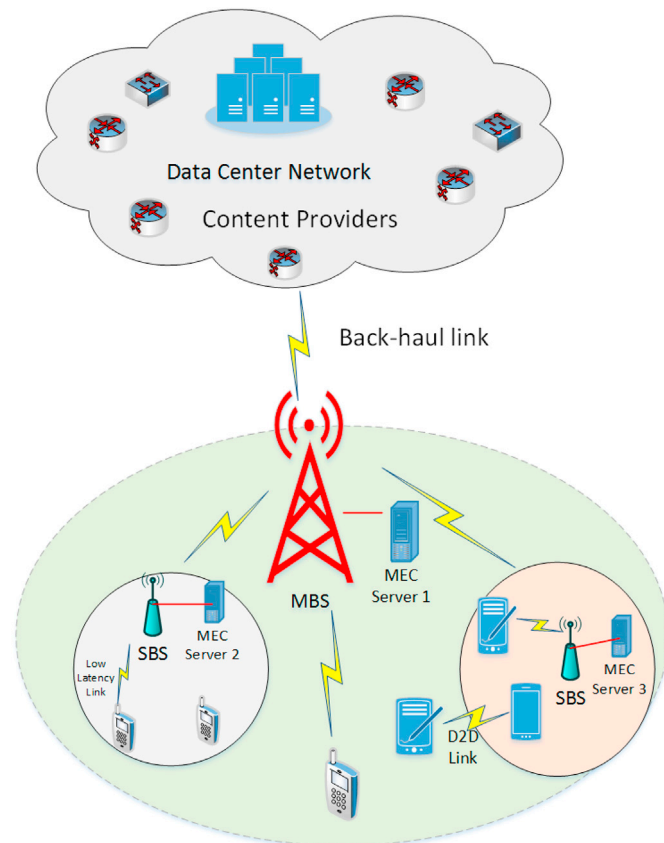 Data Center Network
Content Providers
Back-haul link
MBS
MEC
Server 1
SBS
MEC
Server 2
Low
Latency
Link
MEC
Server 3
SBS
D2D
Link